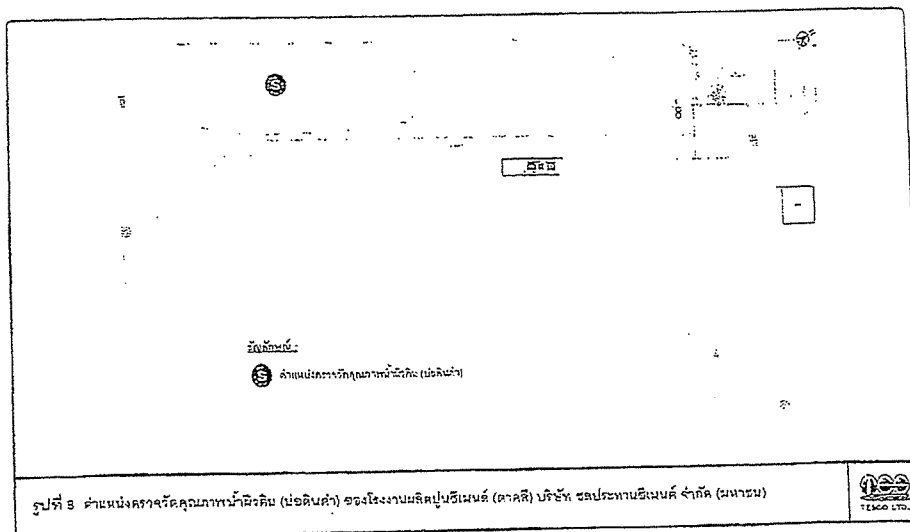 สัญลักษณ์ :
S
S ตำแหน่งตรวจวัดคุณภาพน้ำผิวดิน (บ่อดินดำ)
รูปที่ 3 ตำแหน่งตรวจวัดคุณภาพน้ำผิวดิน (บ่อดินดำ) ของโรงงานผลิตปูนซีเมนต์ (ตาคลี) บริษัท ชลประทานซีเมนต์ จำกัด (มหาชน)
TESCO LTD.